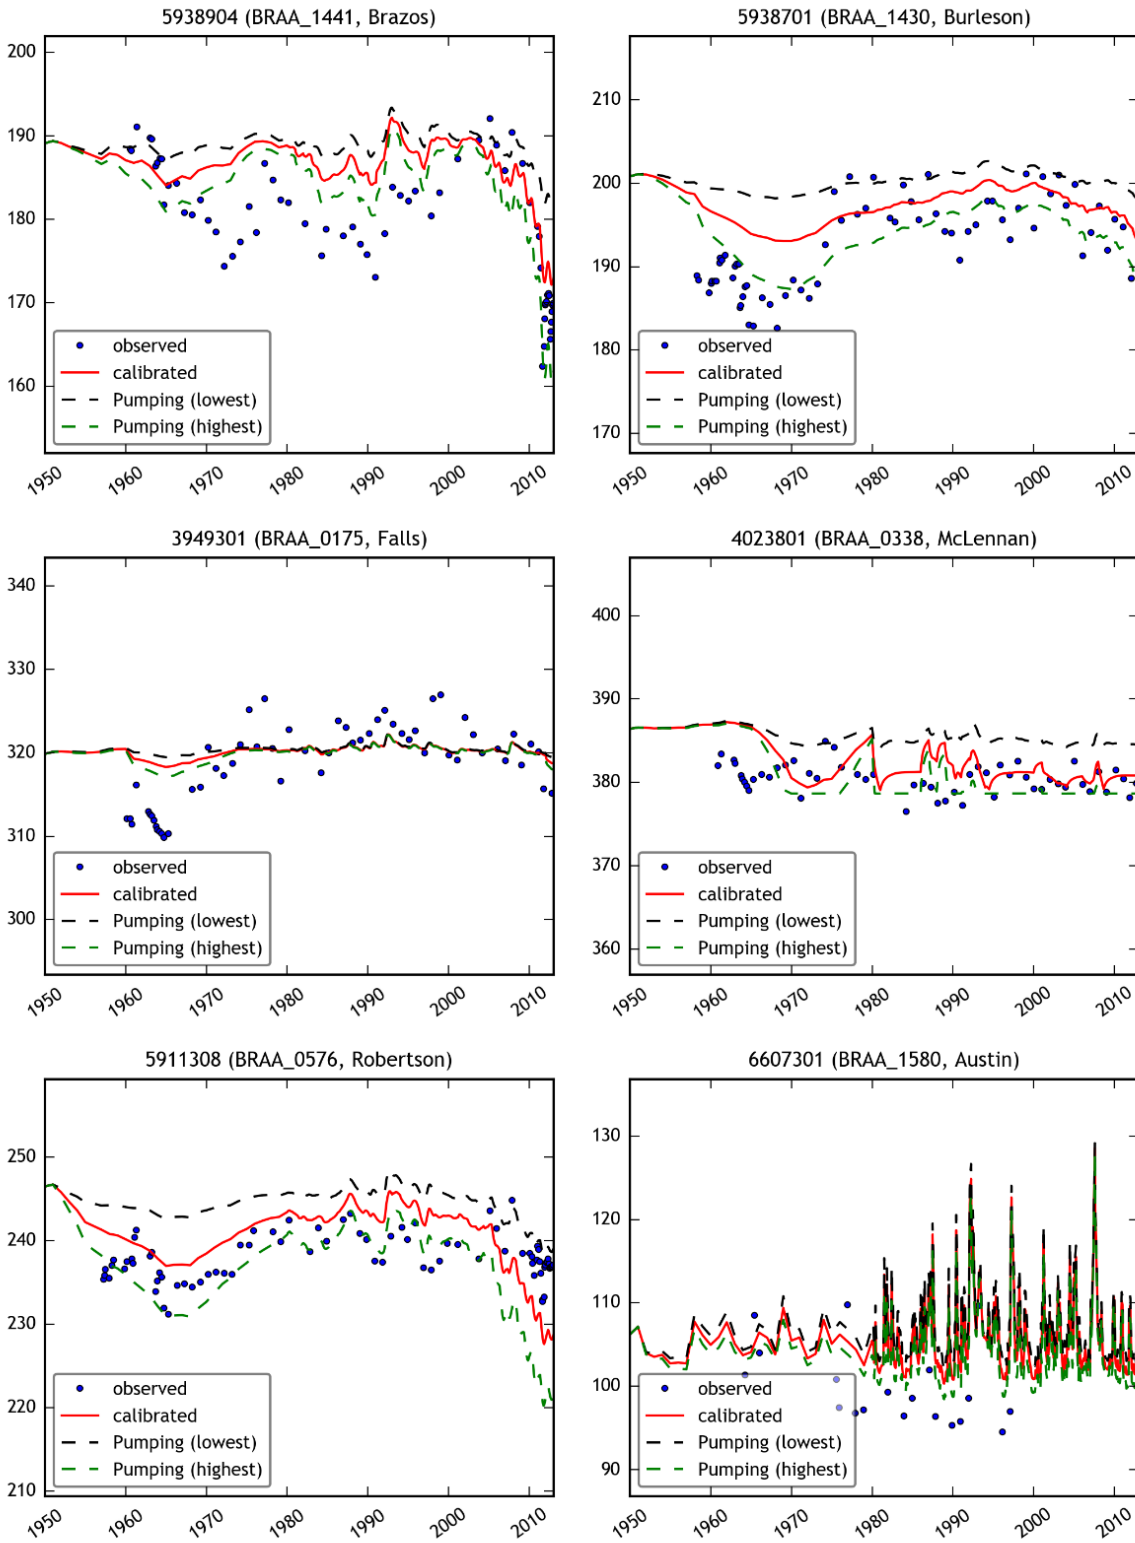 5938904 (BRAA_1441, Brazos)
200
190
180
170
160
observed
calibrated
Pumping (lowest)
Pumping (highest)
1950 1960 1970 1980 1990 2000 2010
5938701 (BRAA_1430, Burleson)
210
200
190
180
170
observed
calibrated
Pumping (lowest)
Pumping (highest)
1950 1960 1970 1980 1990 2000 2010
3949301 (BRAA_0175, Falls)
340
330
320
310
300
observed
calibrated
Pumping (lowest)
Pumping (highest)
1950 1960 1970 1980 1990 2000 2010
4023801 (BRAA_0338, McLennan)
400
390
380
370
360
observed
calibrated
Pumping (lowest)
Pumping (highest)
1950 1960 1970 1980 1990 2000 2010
5911308 (BRAA_0576, Robertson)
250
240
230
220
210
observed
calibrated
Pumping (lowest)
Pumping (highest)
1950 1960 1970 1980 1990 2000 2010
6607301 (BRAA_1580, Austin)
130
120
110
100
90
observed
calibrated
Pumping (lowest)
Pumping (highest)
1950 1960 1970 1980 1990 2000 2010